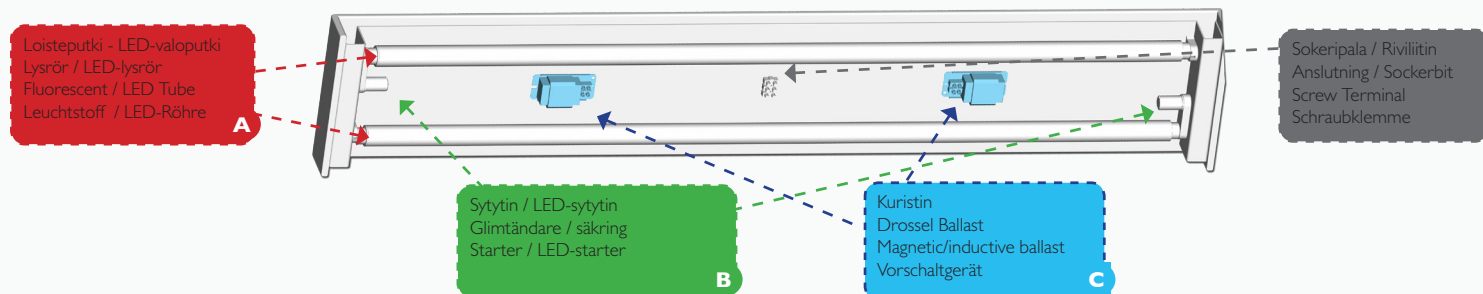 Loisteputki - LED-valoputki
Lysrör / LED-lysrör
Fluorescent / LED Tube
Leuchtstoff / LED-Röhre
A
Sokeripala / Riviliitin
Anslutning / Sockerbit
Screw Terminal
Schraubklemme
Sytytin / LED-sytytin
Glimtändare / säkring
Starter / LED-starter
B
Kuristin
Drossel Ballast
Magnetic/inductive ballast
Vorschaltgerät
C